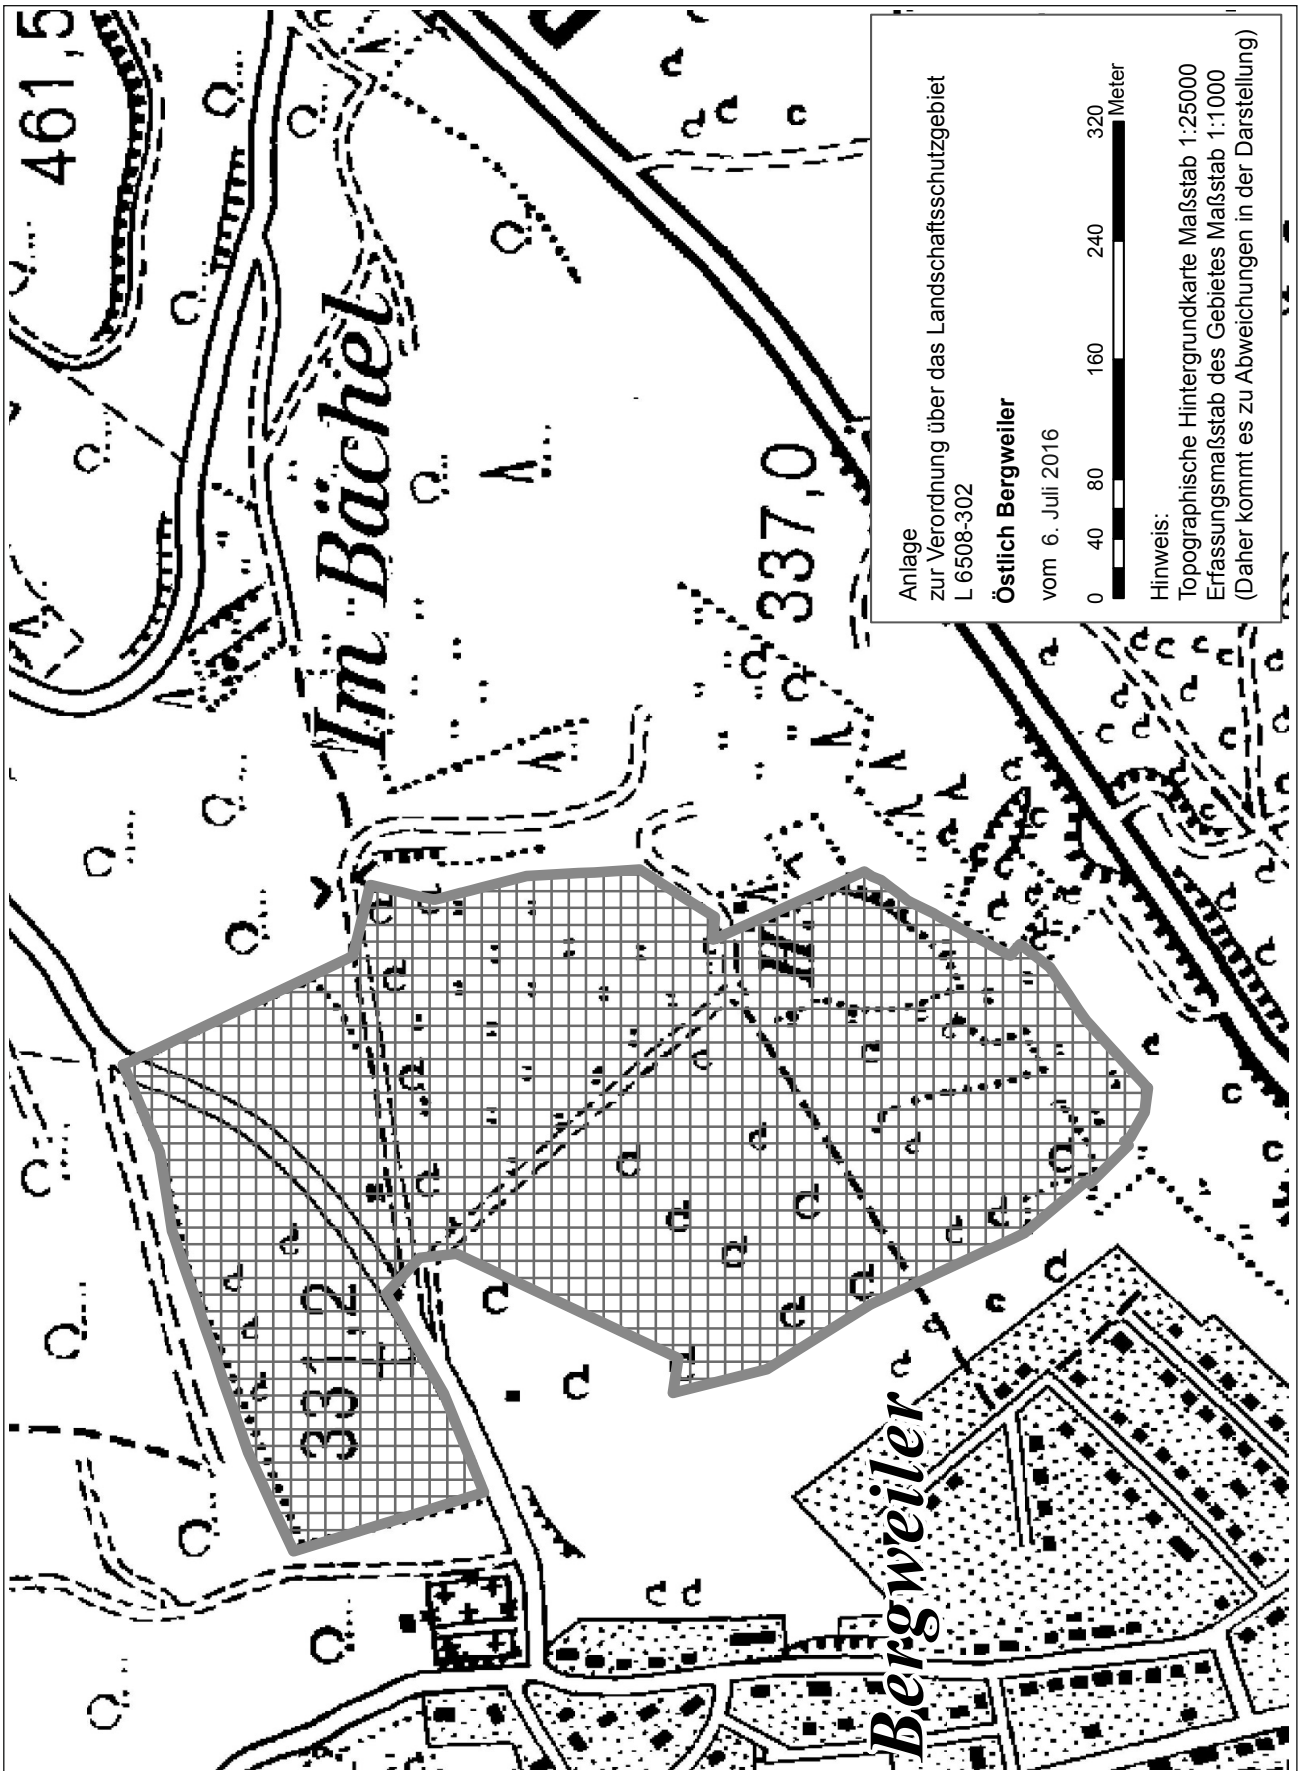 461,5
Im Bächel
337,0
331,2
H.
Bergweiler
Anlage
zur Verordnung über das Landschaftsschutzgebiet
L 6508-302
Östlich Bergweiler
vom 6. Juli 2016
0 40 80 160 240 320
Meter
Hinweis:
Topographische Hintergrundkarte Maßstab 1:25000
Erfassungsmaßstab des Gebietes Maßstab 1:1000
(Daher kommt es zu Abweichungen in der Darstellung)